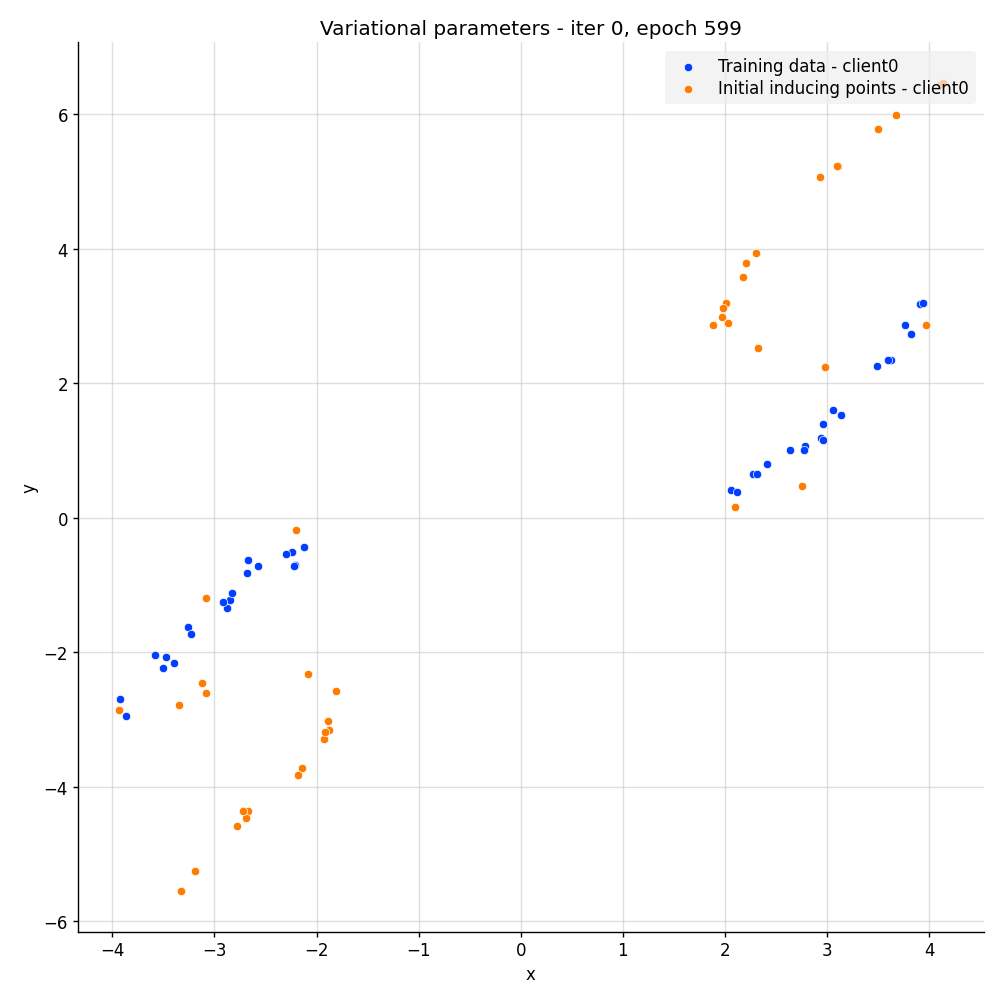 Variational parameters - iter 0, epoch 599
Training data - client0
Initial inducing points - client0
6
4
2
0
−2
−4
−6
y
−4 −3 −2 −1 0 1 2 3 4
x